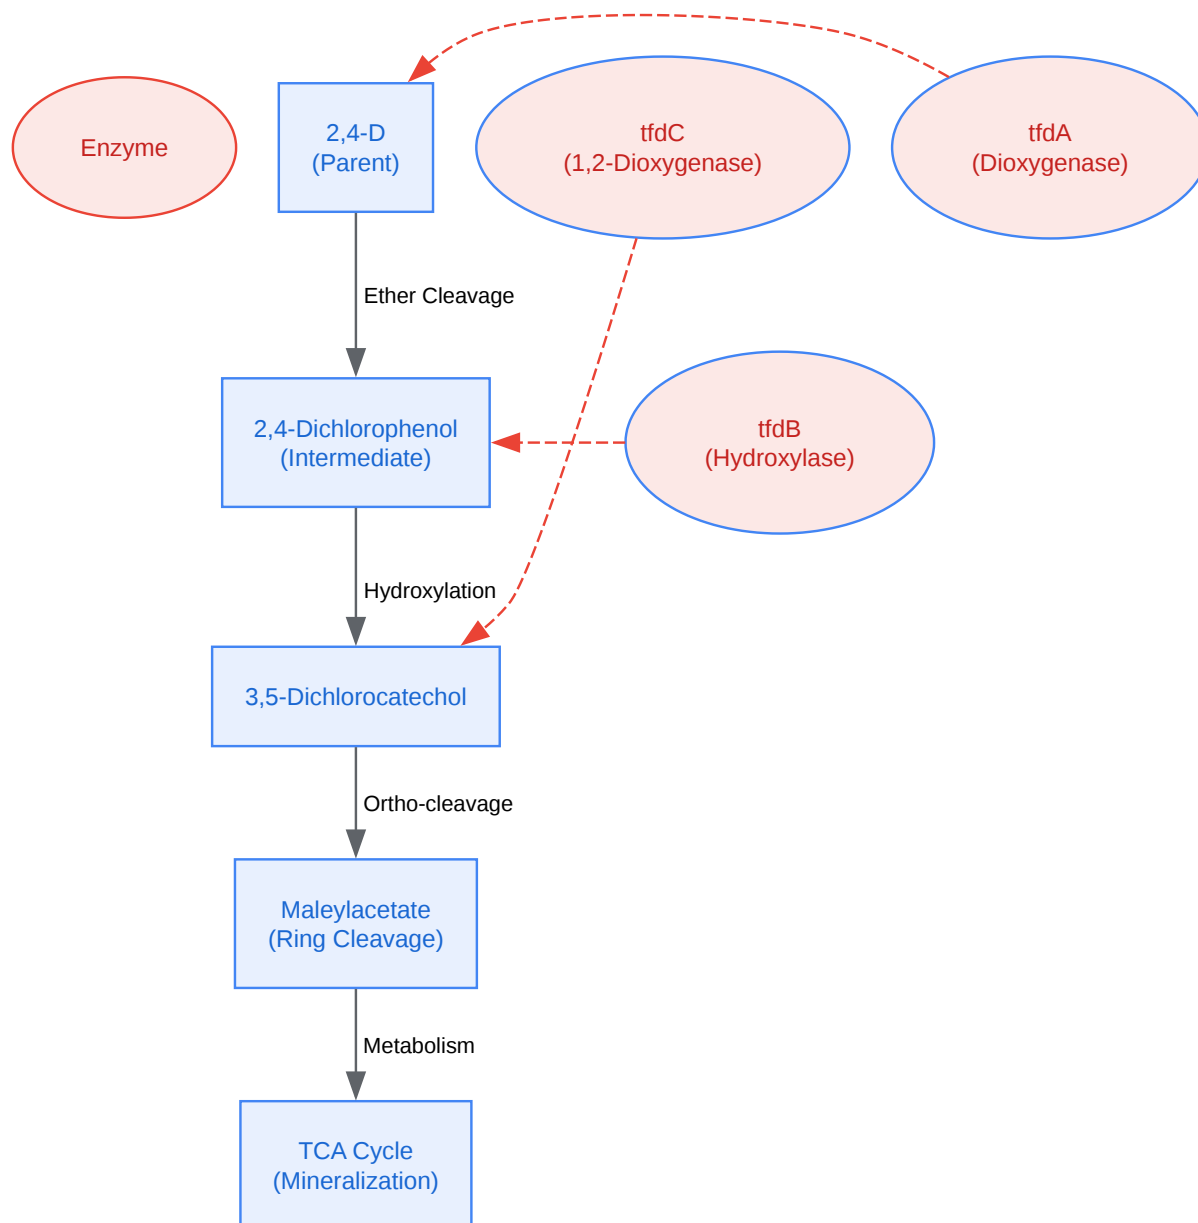 Enzyme
2,4-D
(Parent)
tfdC
(1,2-Dioxygenase)
tfdA
(Dioxygenase)
Ether Cleavage
2,4-Dichlorophenol
(Intermediate)
tfdB
(Hydroxylase)
Hydroxylation
3,5-Dichlorocatechol
Ortho-cleavage
Maleylacetate
(Ring Cleavage)
Metabolism
TCA Cycle
(Mineralization)